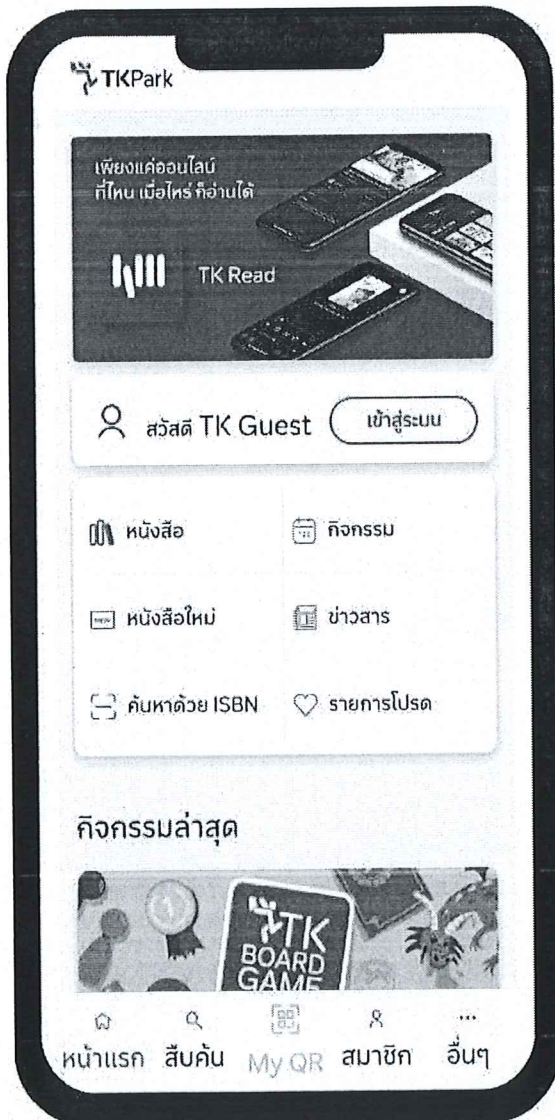 TKPark
เพียงแค่ออนไลน์
ที่ไหน เมื่อไหร่ ก็อ่านได้
TK Read
สวัสดี TK Guest
เข้าสู่ระบบ
หนังสือ
กิจกรรม
หนังสือใหม่
ข่าวสาร
ค้นหาด้วย ISBN
รายการโปรด
กิจกรรมล่าสุด
TK
BOARD
GAME
หน้าแรก สืบค้น My QR สมาชิก อื่นๆ